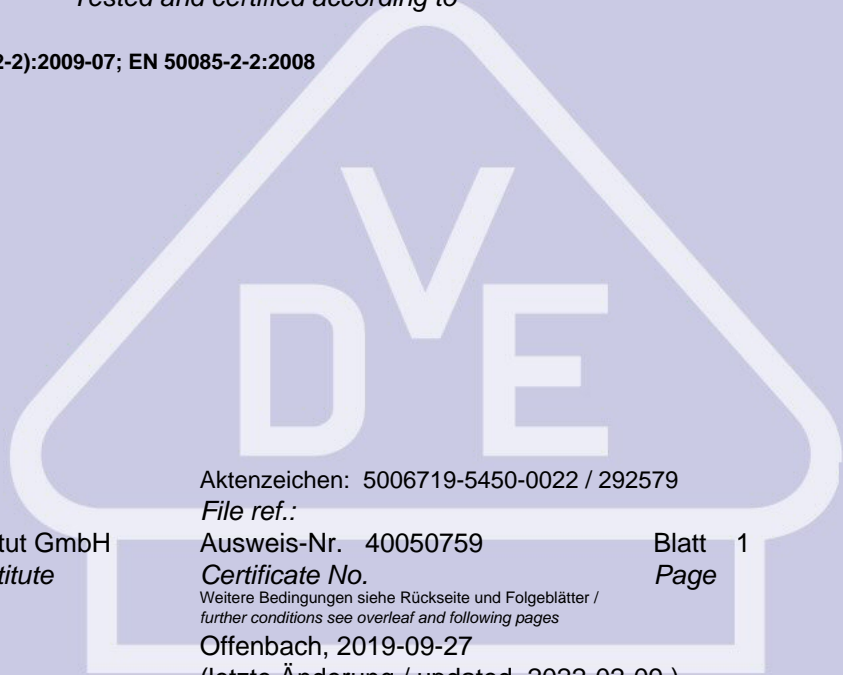 Tested and certified according to
2-2):2009-07; EN 50085-2-2:2008
VDE
Aktenzeichen: 5006719-5450-0022 / 292579
File ref.:
tut GmbH Ausweis-Nr. 40050759 Blatt 1
titute Certificate No. Page
Weitere Bedingungen siehe Rückseite und Folgeblätter /
further conditions see overleaf and following pages
Offenbach, 2019-09-27
(letzte Änderung / updated